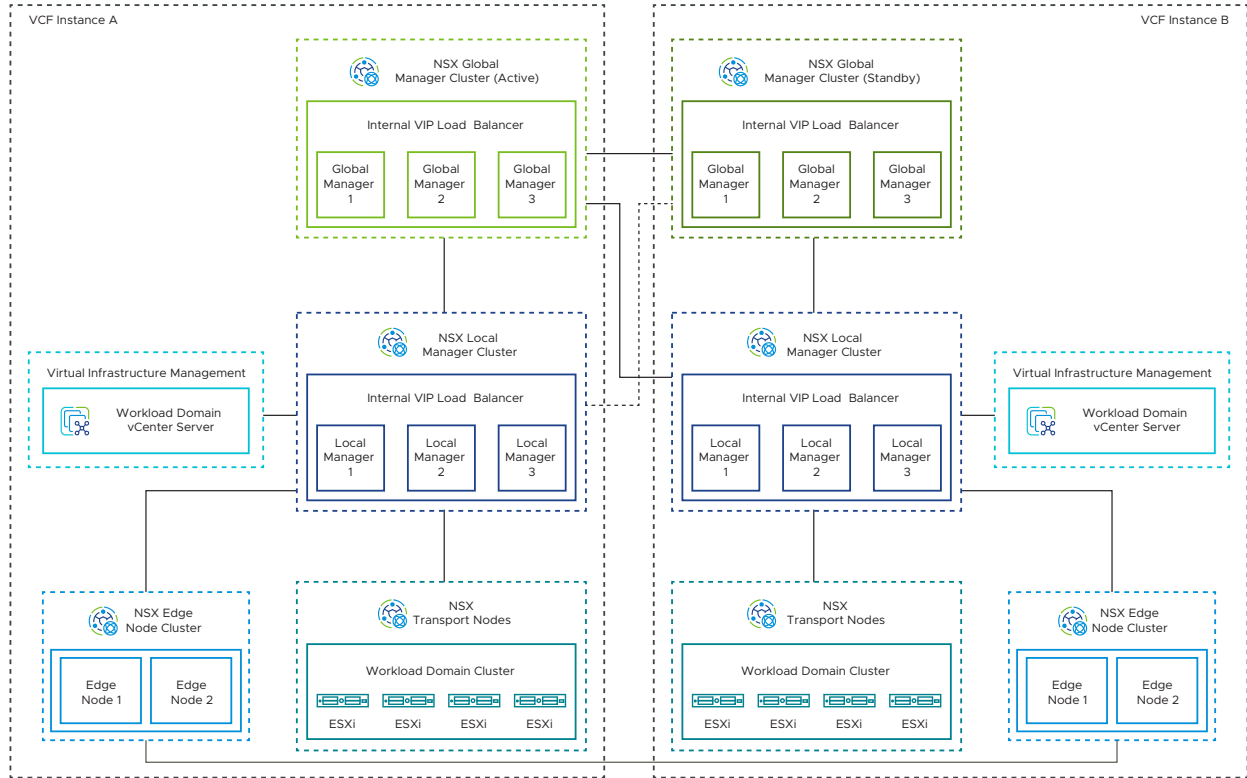 VCF Instance A
NSX Global
Manager Cluster (Active)
Internal VIP Load Balancer
Global
Manager
1
Global
Manager
2
Global
Manager
3
NSX Local
Manager Cluster
Internal VIP Load Balancer
Local
Manager
1
Local
Manager
2
Local
Manager
3
Virtual Infrastructure Management
Workload Domain
vCenter Server
NSX Edge
Node Cluster
Edge
Node 1
Edge
Node 2
NSX
Transport Nodes
Workload Domain Cluster
ESXi
ESXi
ESXi
ESXi
VCF Instance B
NSX Global
Manager Cluster (Standby)
Internal VIP Load Balancer
Global
Manager
1
Global
Manager
2
Global
Manager
3
NSX Local
Manager Cluster
Internal VIP Load Balancer
Local
Manager
1
Local
Manager
2
Local
Manager
3
Virtual Infrastructure Management
Workload Domain
vCenter Server
NSX
Transport Nodes
Workload Domain Cluster
ESXi
ESXi
ESXi
ESXi
NSX Edge
Node Cluster
Edge
Node 1
Edge
Node 2